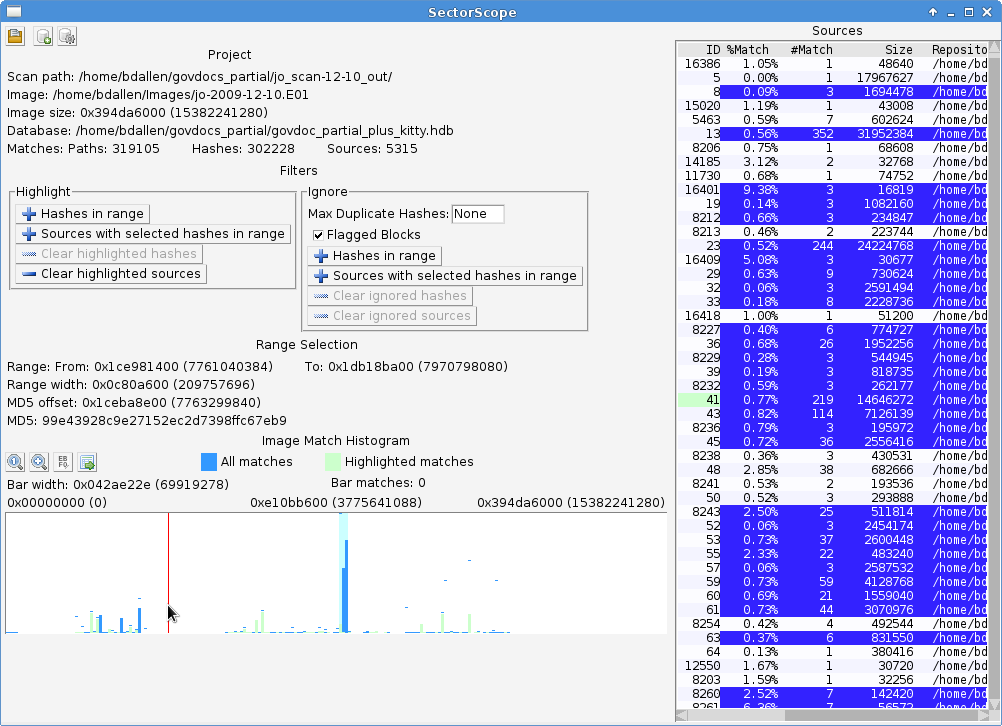 SectorScope
Project
Scan path: /home/bdallen/govdocs_partial/jo_scan-12-10_out/
Image: /home/bdallen/Images/jo-2009-12-10.E01
Image size: 0x394da6000 (15382241280)
Database: /home/bdallen/govdocs_partial/govdoc_partial_plus_kitty.hdb
Matches: Paths: 319105 Hashes: 302228 Sources: 5315
Filters
Highlight
Hashes in range
Sources with selected hashes in range
Clear highlighted hashes
Clear highlighted sources
Ignore
Max Duplicate Hashes: None
Flagged Blocks
Hashes in range
Sources with selected hashes in range
Clear ignored hashes
Clear ignored sources
Range Selection
Range: From: 0x1ce981400 (7761040384) To: 0x1db18ba00 (7970798080)
Range width: 0x0c80a600 (209757696)
MD5 offset: 0x1ceba8e00 (7763299840)
MD5: 99e43928c9e27152ec2d7398ffc67eb9
Image Match Histogram
EB
FQ.
All matches Highlighted matches
Bar width: 0x042ae22e (69919278) Bar matches: 0
0x00000000 (0) 0xe10bb600 (3775641088) 0x394da6000 (15382241280)
Sources
ID %Match #Match Size Reposito
16386 1.05% 1 48640 /home/bd
5 0.00% 1 17967627 /home/bd
8 0.09% 3 1694478 /home/bd
15020 1.19% 1 43008 /home/bd
5463 0.59% 7 602624 /home/bd
13 0.56% 352 31952384 /home/bd
8206 0.75% 1 68608 /home/bd
14185 3.12% 2 32768 /home/bd
11730 0.68% 1 74752 /home/bd
16401 9.38% 3 16819 /home/bd
19 0.14% 3 1082160 /home/bd
8212 0.66% 3 234847 /home/bd
8213 0.46% 2 223744 /home/bd
23 0.52% 244 24224768 /home/bd
16409 5.08% 3 30677 /home/bd
29 0.63% 9 730624 /home/bd
32 0.06% 3 2591494 /home/bd
33 0.18% 8 2228736 /home/bd
16418 1.00% 1 51200 /home/bd
8227 0.40% 6 774727 /home/bd
36 0.68% 26 1952256 /home/bd
8229 0.28% 3 544945 /home/bd
39 0.19% 3 818735 /home/bd
8232 0.59% 3 262177 /home/bd
41 0.77% 219 14646272 /home/bd
43 0.82% 114 7126139 /home/bd
8236 0.79% 3 195972 /home/bd
45 0.72% 36 2556416 /home/bd
8238 0.36% 3 430531 /home/bd
48 2.85% 38 682666 /home/bd
8241 0.53% 2 193536 /home/bd
50 0.52% 3 293888 /home/bd
8243 2.50% 25 511814 /home/bd
52 0.06% 3 2454174 /home/bd
53 0.73% 37 2600448 /home/bd
55 2.33% 22 483240 /home/bd
57 0.06% 3 2587532 /home/bd
59 0.73% 59 4128768 /home/bd
60 0.69% 21 1559040 /home/bd
61 0.73% 44 3070976 /home/bd
8254 0.42% 4 492544 /home/bd
63 0.37% 6 831550 /home/bd
64 0.13% 1 380416 /home/bd
12550 1.67% 1 30720 /home/bd
8203 1.59% 1 32256 /home/bd
8260 2.52% 7 142420 /home/bd
8261 6.36% 7 56572 /home/bd